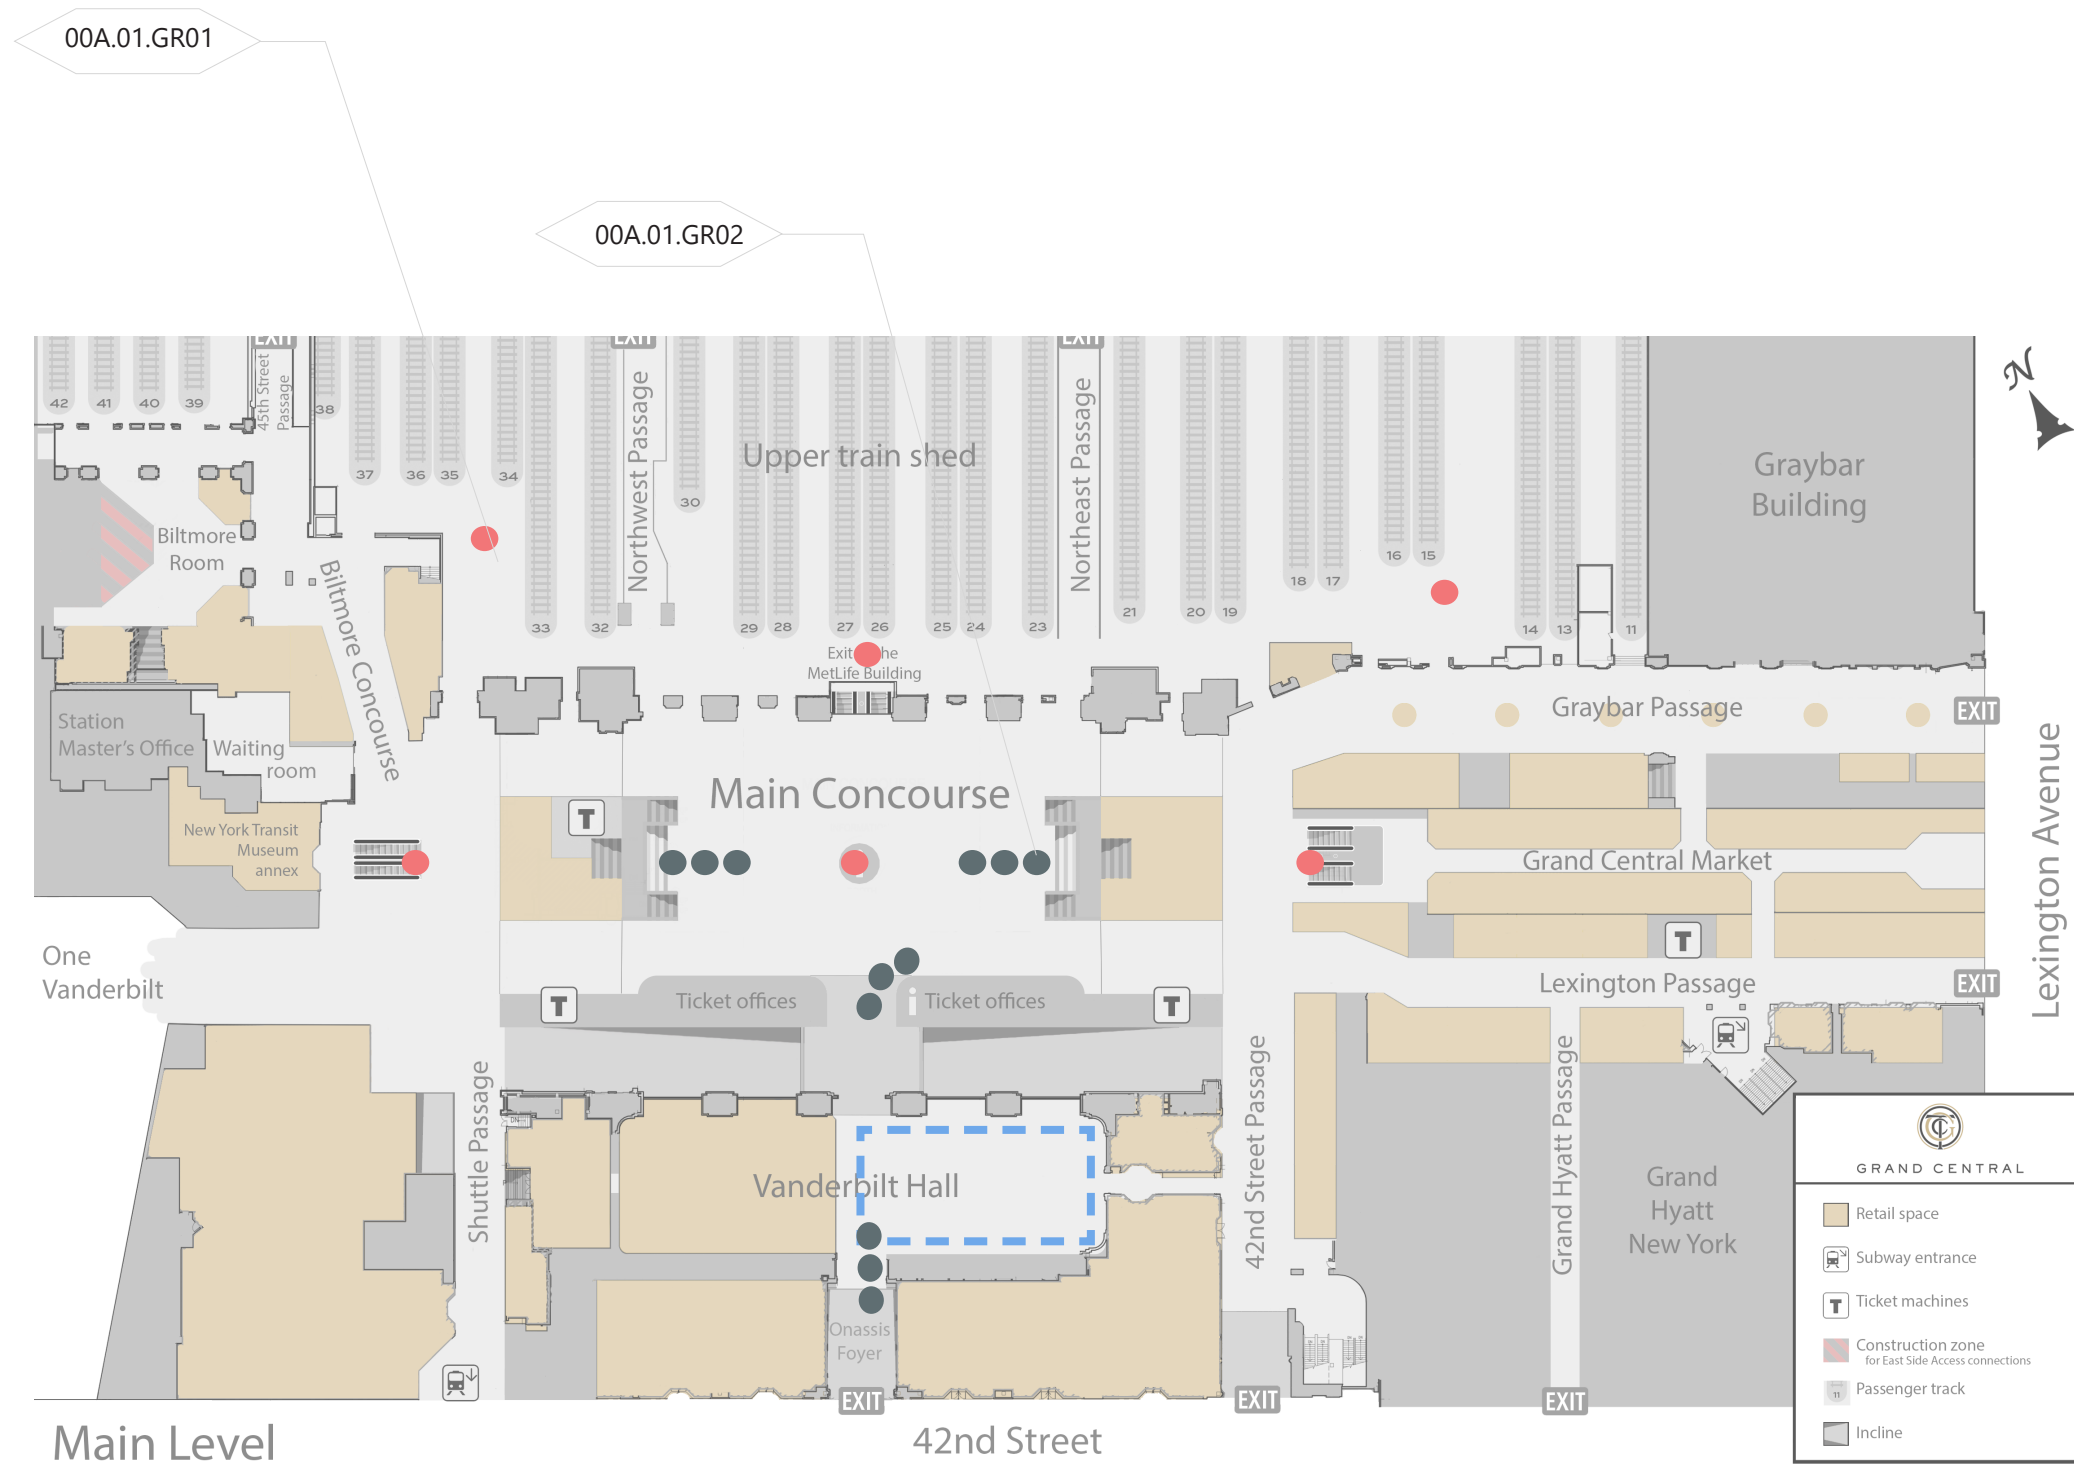 00A.01.GR01
00A.01.GR02
42
41
40
39
45th Street
Passage
EXIT
38
37
36
35
34
33
32
EXIT
Northwest Passage
30
Upper train shed
29
28
27
26
25
24
23
EXIT
Northeast Passage
21
20
19
18
17
16
15
14
13
11
N
Graybar
Building
Biltmore
Room
Biltmore Concourse
MetLife Building
Station
Master's Office
Waiting
room
Graybar Passage
EXIT
Main Concourse
T
New York Transit
Museum
annex
Grand Central Market
Lexington Avenue
T
One
Vanderbilt
T
Ticket offices
i
Ticket offices
T
Lexington Passage
EXIT
Shuttle Passage
DN
Vanderbilt Hall
42nd Street Passage
Grand Hyatt Passage
Grand
Hyatt
New York
Onassis
Foyer
EXIT
EXIT
EXIT
Main Level
42nd Street
GRAND CENTRAL
Retail space
Subway entrance
T
Ticket machines
Construction zone
for East Side Access connections
11
Passenger track
Incline